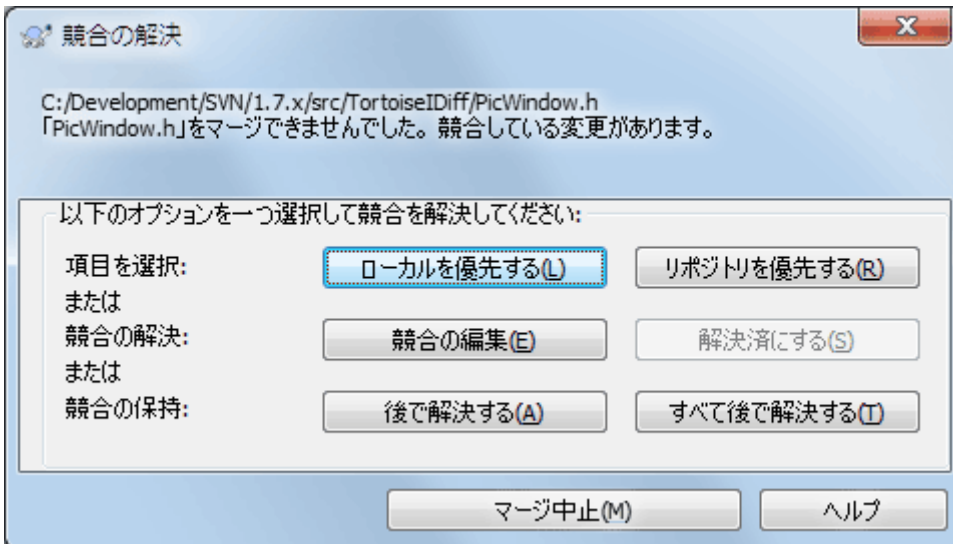 競合の解決
C:/Development/SVN/1.7.x/src/TortoiseIDiff/PicWindow.h
「PicWindow.h」をマージできませんでした。競合している変更があります。
以下のオプションを一つ選択して競合を解決してください:
項目を選択: ローカルを優先する(L) リポジトリを優先する(R)
または
競合の解決: 競合の編集(E) 解決済にする(S)
または
競合の保持: 後で解決する(A) すべて後で解決する(T)
マージ中止(M) ヘルプ